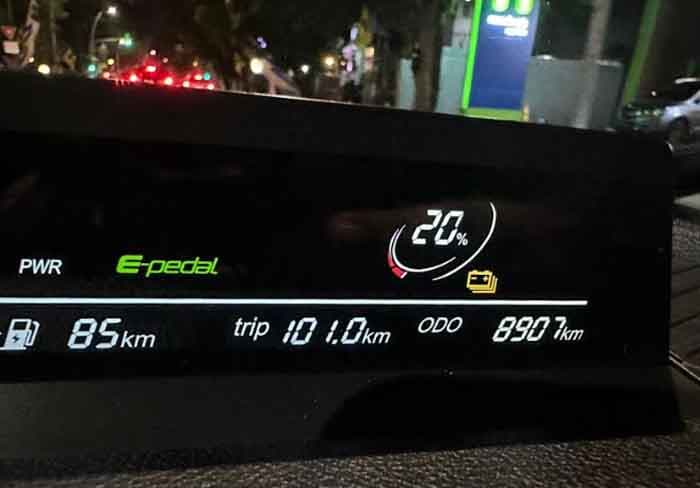 20%
PWR
E-pedal
85km
trip 101.0km
ODO 8907km